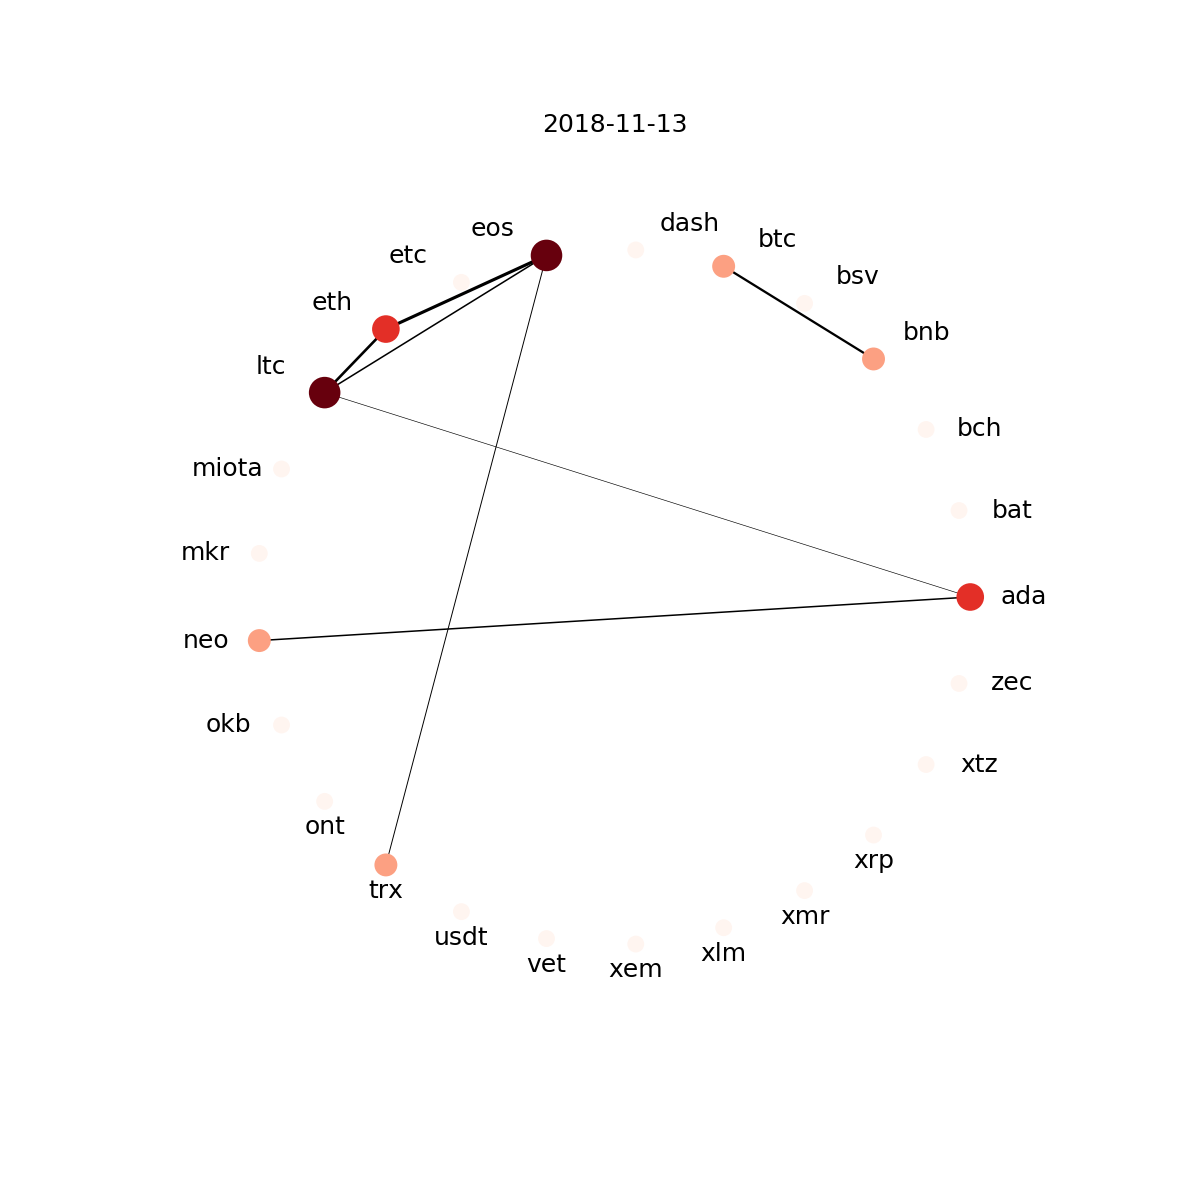 2018-11-13
dash
eos
btc
etc
bsv
eth
bnb
ltc
bch
miota
bat
mkr
ada
neo
zec
okb
xtz
ont
xrp
trx
xmr
usdt
xlm
vet
xem